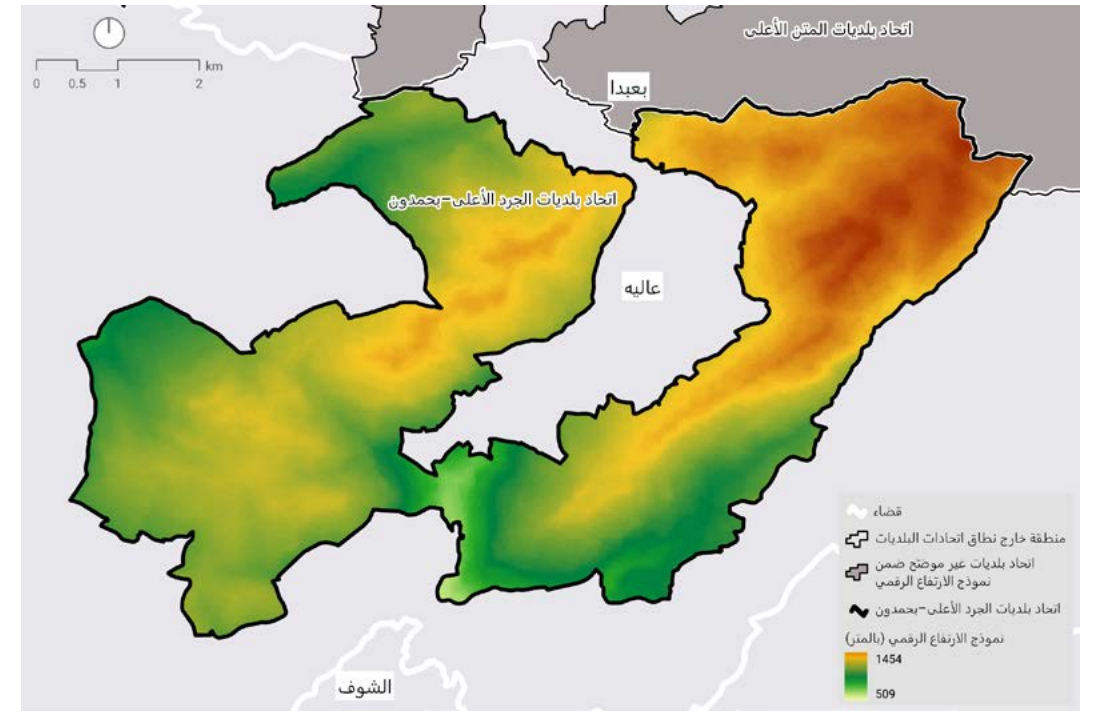 اتحاد بلديات المتن الأعلى
km
0 0.5 1 2
بعبدا
اتحاد بلديات الجرد الأعلى-بحمدون
عاليه
الشوف
قضاء
منطقة خارج نطاق اتحادات البلديات
اتحاد بلديات غير موضح ضمن
نموذج الارتفاع الرقمي
اتحاد بلديات الجرد الأعلى-بحمدون
نموذج الارتفاع الرقمي (بالمتر)
1454
509